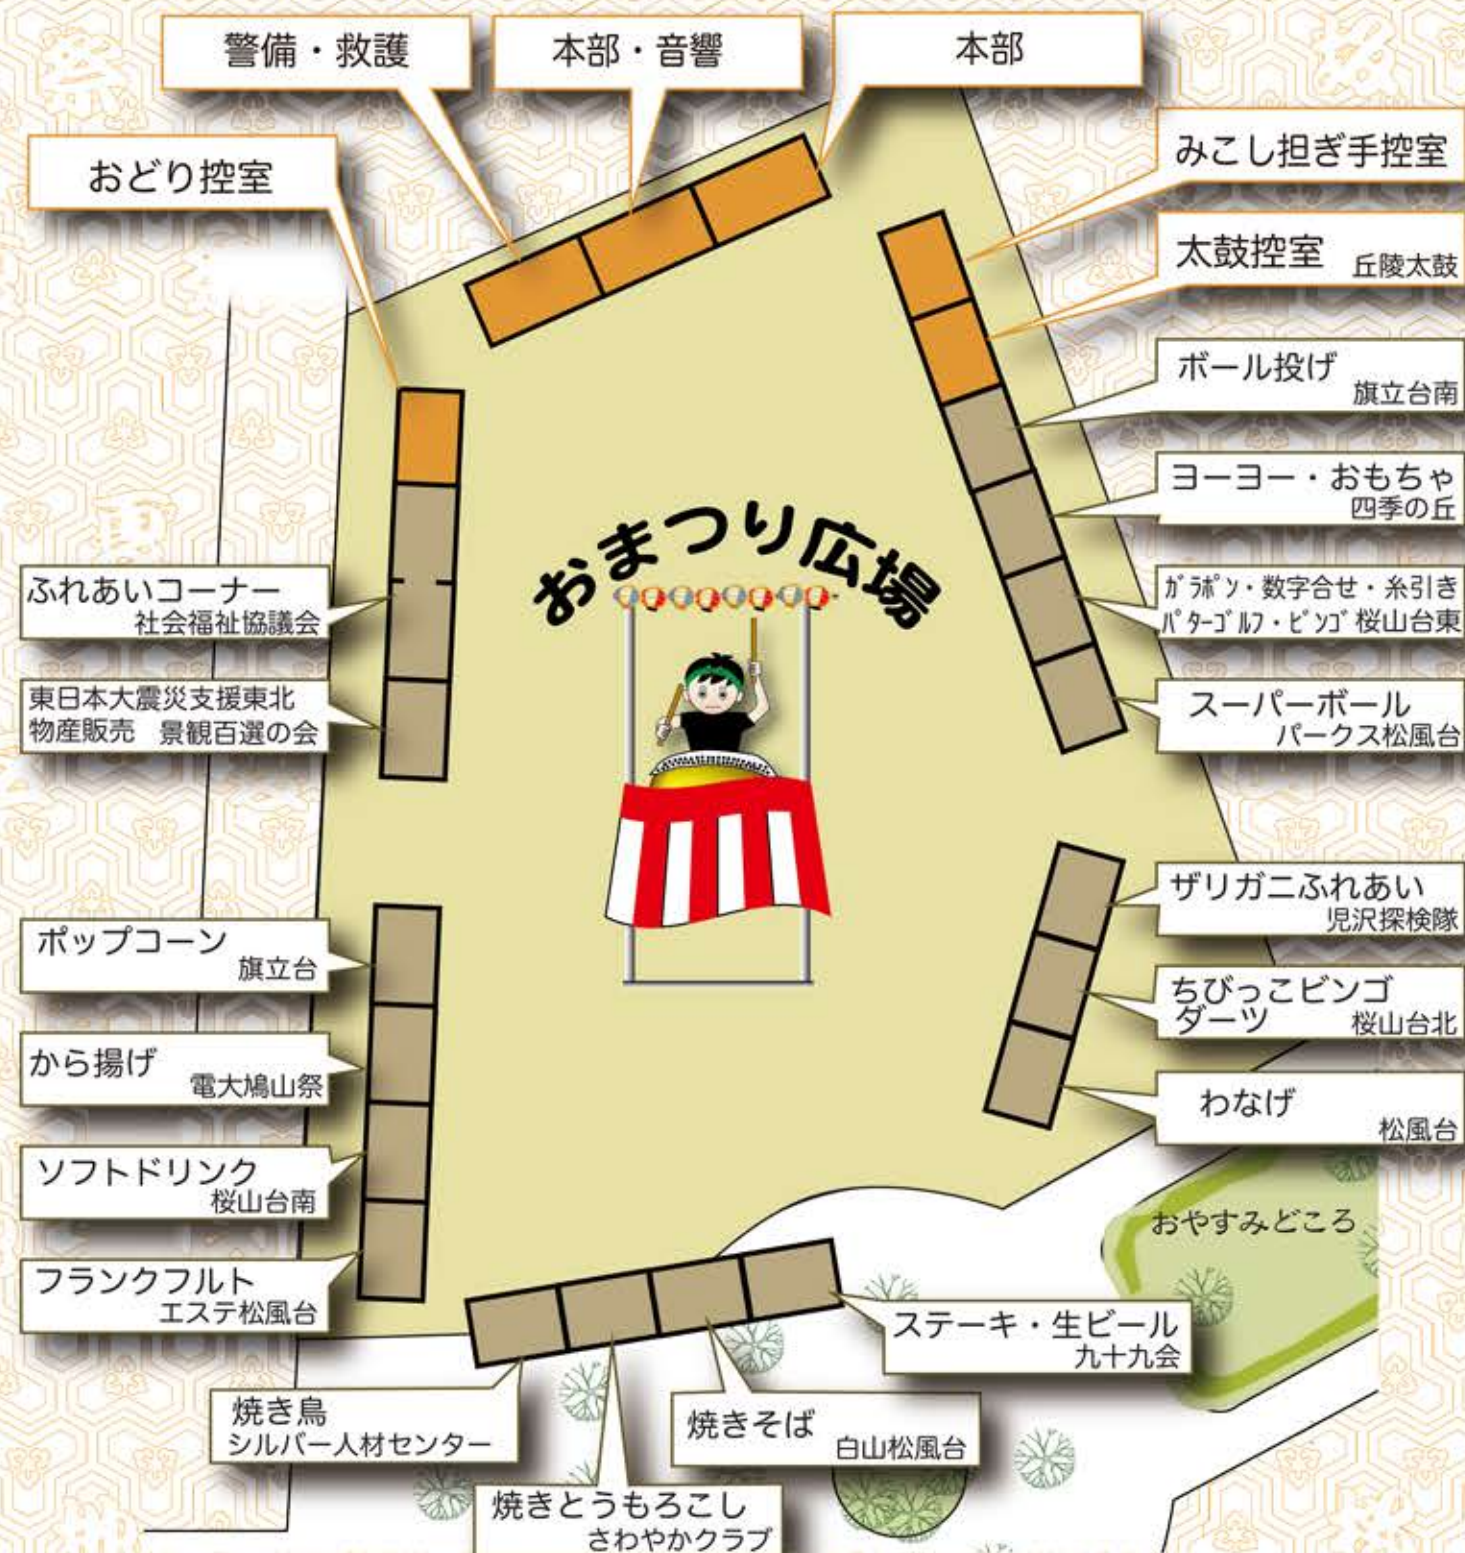 警備・救護
本部・音響
本部
おどり控室
みこし担ぎ手控室
太鼓控室 丘陵太鼓
ボール投げ
旗立台南
ヨーヨー・おもちゃ
四季の丘
ガラポン・数字合せ・糸引き
パターゴルフ・ビンゴ 桜山台東
スーパーボール
パークス松風台
おまつり広場
ふれあいコーナー
社会福祉協議会
東日本大震災支援東北
物産販売 景観百選の会
ポップコーン
旗立台
から揚げ
電大鳩山祭
ソフトドリンク
桜山台南
フランクフルト
エステ松風台
ザリガニふれあい
児沢探検隊
ちびっこビンゴ
ダーツ 桜山台北
わなげ
松風台
おやすみどころ
ステーキ・生ビール
九十九会
焼き鳥
シルバー人材センター
焼きそば
白山松風台
焼きとうもろこし
さわやかクラブ